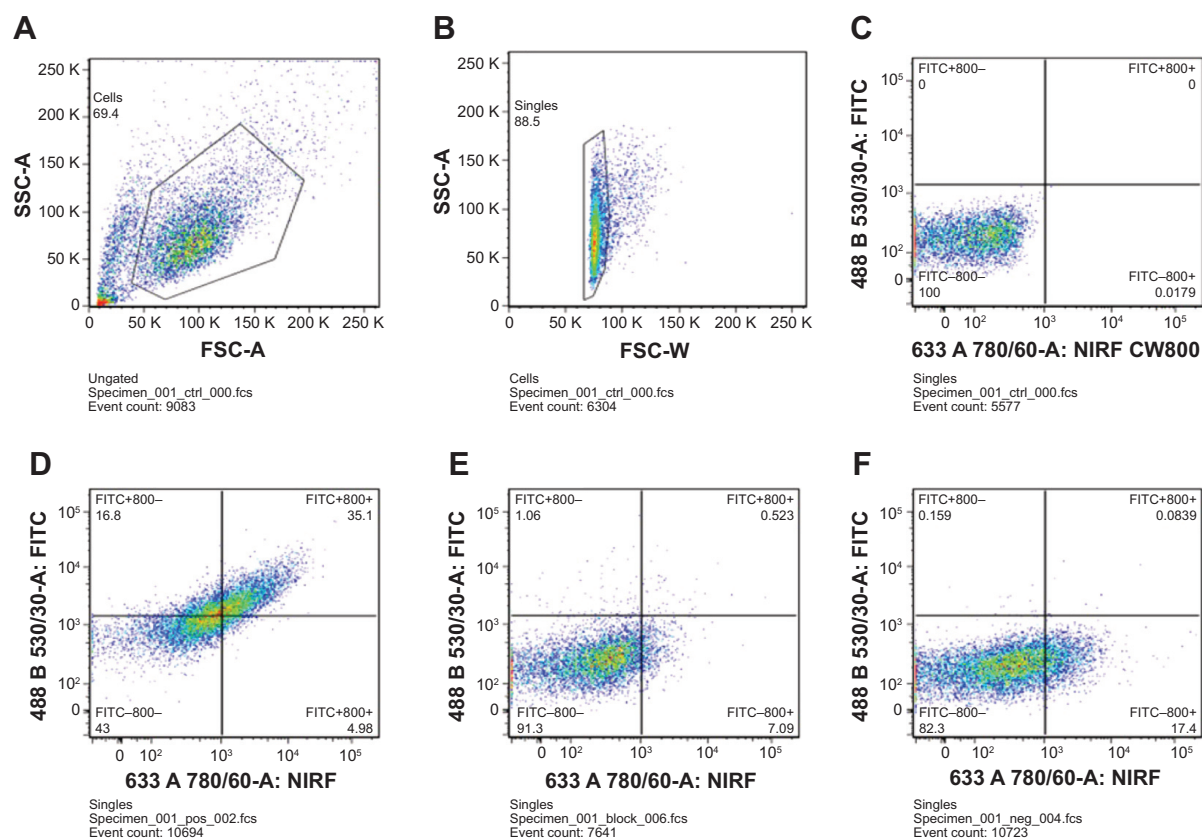 A
SSC-A
250 K
200 K
150 K
100 K
50 K
0
Cells
69.4
0 50 K 100 K 150 K 200 K 250 K
FSC-A
Ungated
Specimen_001_ctrl_000.fcs
Event count: 9083
B
SSC-A
250 K
200 K
150 K
100 K
50 K
0
Singles
88.5
0 50 K 100 K 150 K 200 K 250 K
FSC-W
Cells
Specimen_001_ctrl_000.fcs
Event count: 6304
C
488 B 530/30-A: FITC
10⁵
10⁴
10³
10²
0
FITC+800–
0
FITC+800+
0
FITC–800–
100
FITC–800+
0.0179
0 10² 10³ 10⁴ 10⁵
633 A 780/60-A: NIRF CW800
Singles
Specimen_001_ctrl_000.fcs
Event count: 5577
D
488 B 530/30-A: FITC
10⁵
10⁴
10³
10²
0
FITC+800–
16.8
FITC+800+
35.1
FITC–800–
43
FITC+800+
4.98
0 10² 10³ 10⁴ 10⁵
633 A 780/60-A: NIRF
Singles
Specimen_001_pos_002.fcs
Event count: 10694
E
488 B 530/30-A: FITC
10⁵
10⁴
10³
10²
0
FITC+800–
1.06
FITC+800+
0.523
FITC–800–
91.3
FITC–800+
7.09
0 10² 10³ 10⁴ 10⁵
633 A 780/60-A: NIRF
Singles
Specimen_001_block_006.fcs
Event count: 7641
F
488 B 530/30-A: FITC
10⁵
10⁴
10³
10²
0
FITC+800–
0.159
FITC+800+
0.0839
FITC–800–
82.3
FITC–800+
17.4
0 10² 10³ 10⁴ 10⁵
633 A 780/60-A: NIRF
Singles
Specimen_001_neg_004.fcs
Event count: 10723